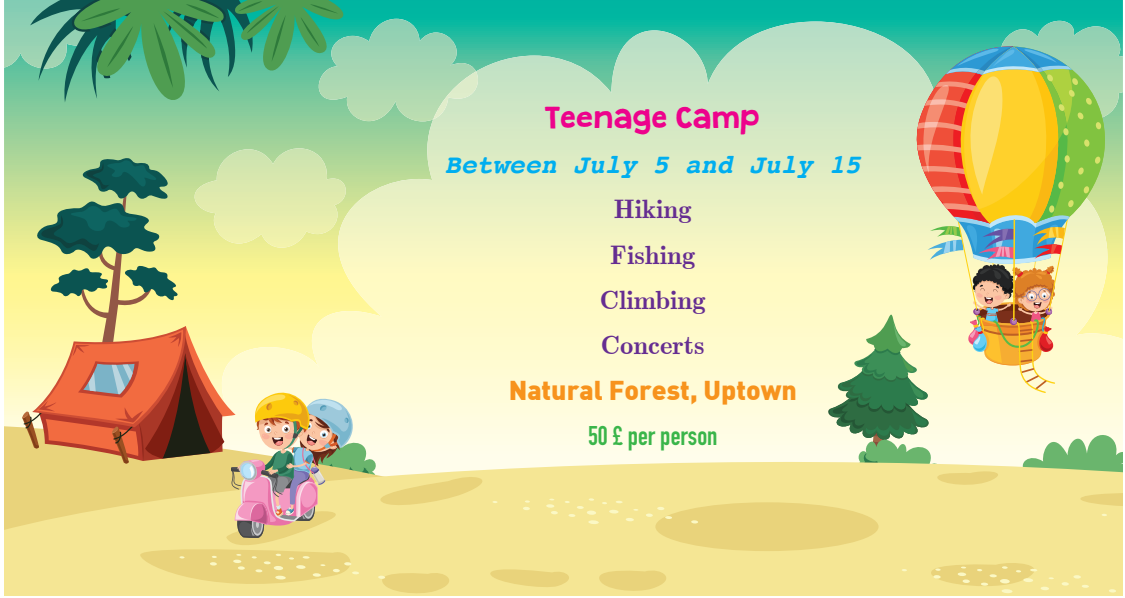 Teenage Camp
Between July 5 and July 15
Hiking
Fishing
Climbing
Concerts
Natural Forest, Uptown
50 £ per person